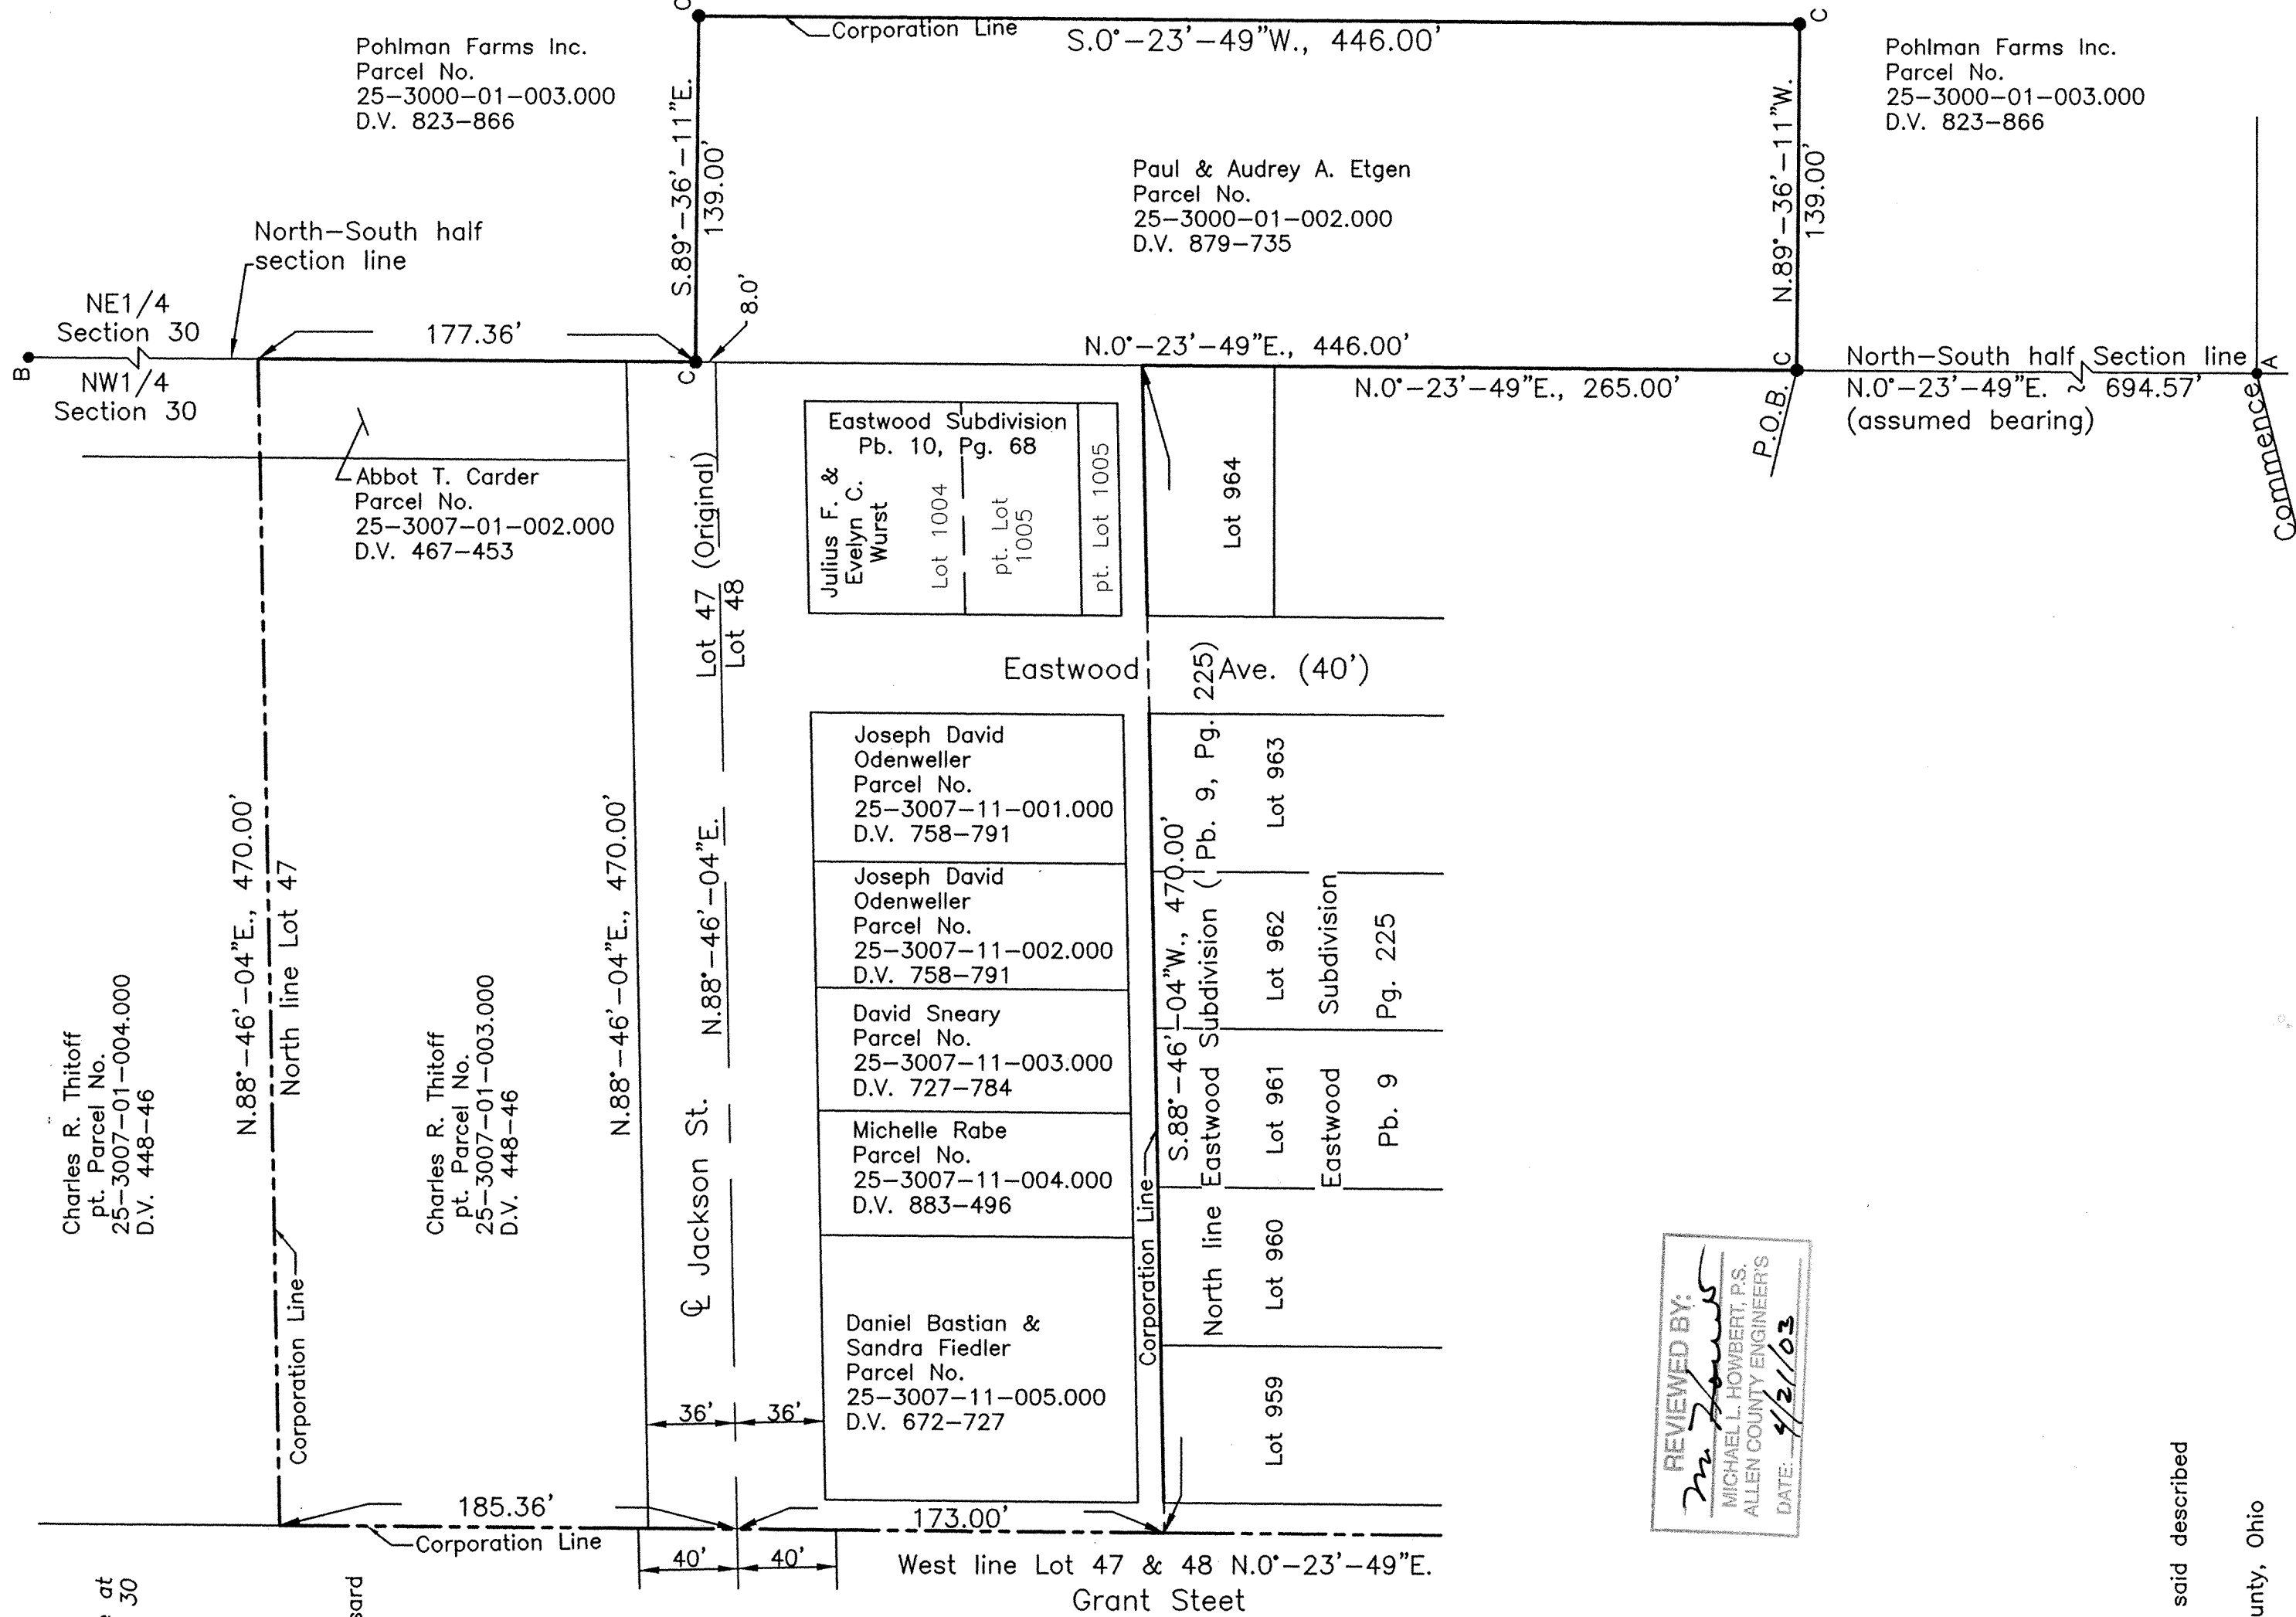 C
Corporation Line
S.0°-23'-49"W., 446.00'
C
Pohlman Farms Inc.
Parcel No.
25-3000-01-003.000
D.V. 823-866
S.89°-36'-11"E.
139.00'
Paul & Audrey A. Etgen
Parcel No.
25-3000-01-002.000
D.V. 879-735
N.89°-36'-11"W.
139.00'
Pohlman Farms Inc.
Parcel No.
25-3000-01-003.000
D.V. 823-866
North-South half
section line
NE1/4
Section 30
B
NW1/4
Section 30
177.36'
8.0'
C
N.0°-23'-49"E., 446.00'
N.0°-23'-49"E., 265.00'
C
P.O.B.
North-South half Section line
N.0°-23'-49"E. ~ 694.57'
(assumed bearing)
A
Commence
Abbot T. Carder
Parcel No.
25-3007-01-002.000
D.V. 467-453
Lot 47 (Original)
Lot 48
Eastwood Subdivision
Pb. 10, Pg. 68
Julius F. &
Evelyn C.
Wurst
Lot 1004
pt. Lot
1005
pt. Lot 1005
Lot 964
Eastwood Ave. (40')
Charles R. Thitoff
pt. Parcel No.
25-3007-01-004.000
D.V. 448-46
N.88°-46'-04"E., 470.00'
North line Lot 47
Corporation Line
Charles R. Thitoff
pt. Parcel No.
25-3007-01-003.000
D.V. 448-46
N.88°-46'-04"E., 470.00'
℄ Jackson St.
N.88°-46'-04"E.
Joseph David
Odenweller
Parcel No.
25-3007-11-001.000
D.V. 758-791
Joseph David
Odenweller
Parcel No.
25-3007-11-002.000
D.V. 758-791
David Sneary
Parcel No.
25-3007-11-003.000
D.V. 727-784
Michelle Rabe
Parcel No.
25-3007-11-004.000
D.V. 883-496
Daniel Bastian &
Sandra Fiedler
Parcel No.
25-3007-11-005.000
D.V. 672-727
Corporation Line
S.88°-46'-04"W., 470.00'
North line Eastwood Subdivision (Pb. 9, Pg. 225)
Lot 963
Lot 962
Lot 961
Lot 960
Lot 959
Eastwood Subdivision
Pb. 9 Pg. 225
36'
36'
185.36'
173.00'
Corporation Line
40'
40'
West line Lot 47 & 48 N.0°-23'-49"E.
Grant Steet
REVIEWED BY:
MICHAEL L. HOWBERT, P.S.
ALLEN COUNTY ENGINEER'S
DATE: 4/21/03
at
30
sard
said described
unty, Ohio